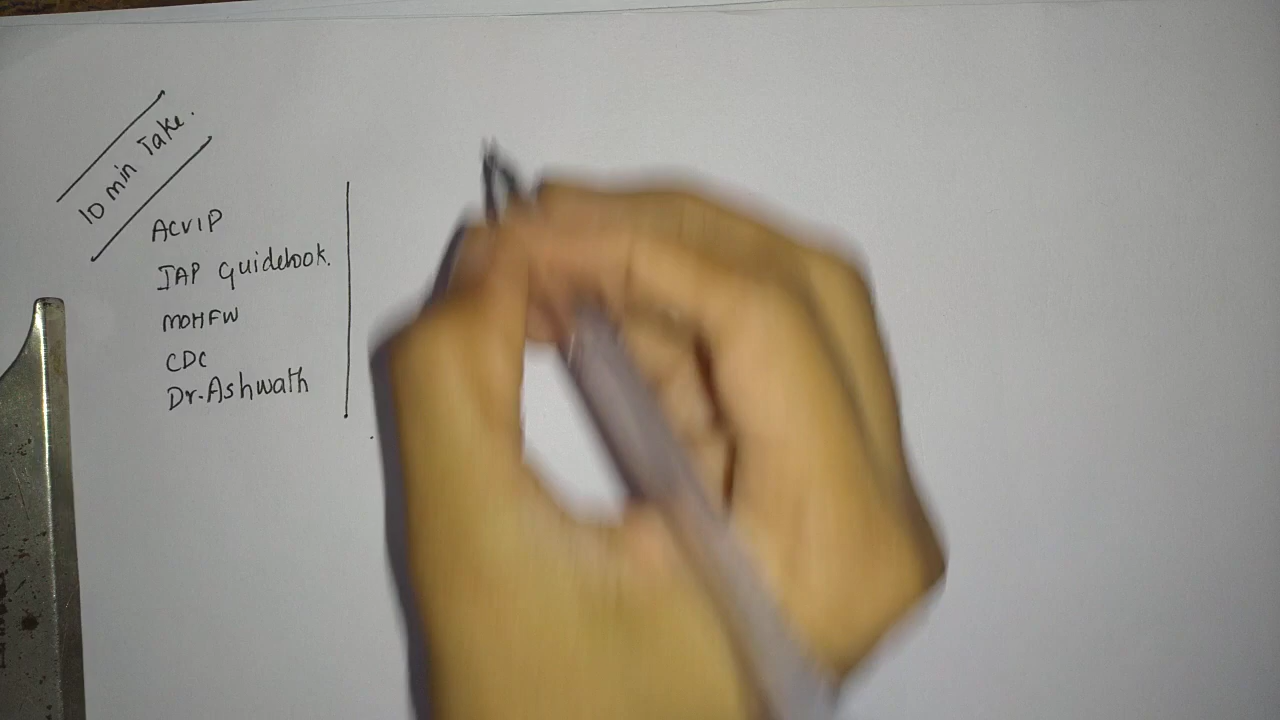 10 min Take.
ACVIP
IAP Guidebook.
MOHFW
CDC
Dr. Ashwath